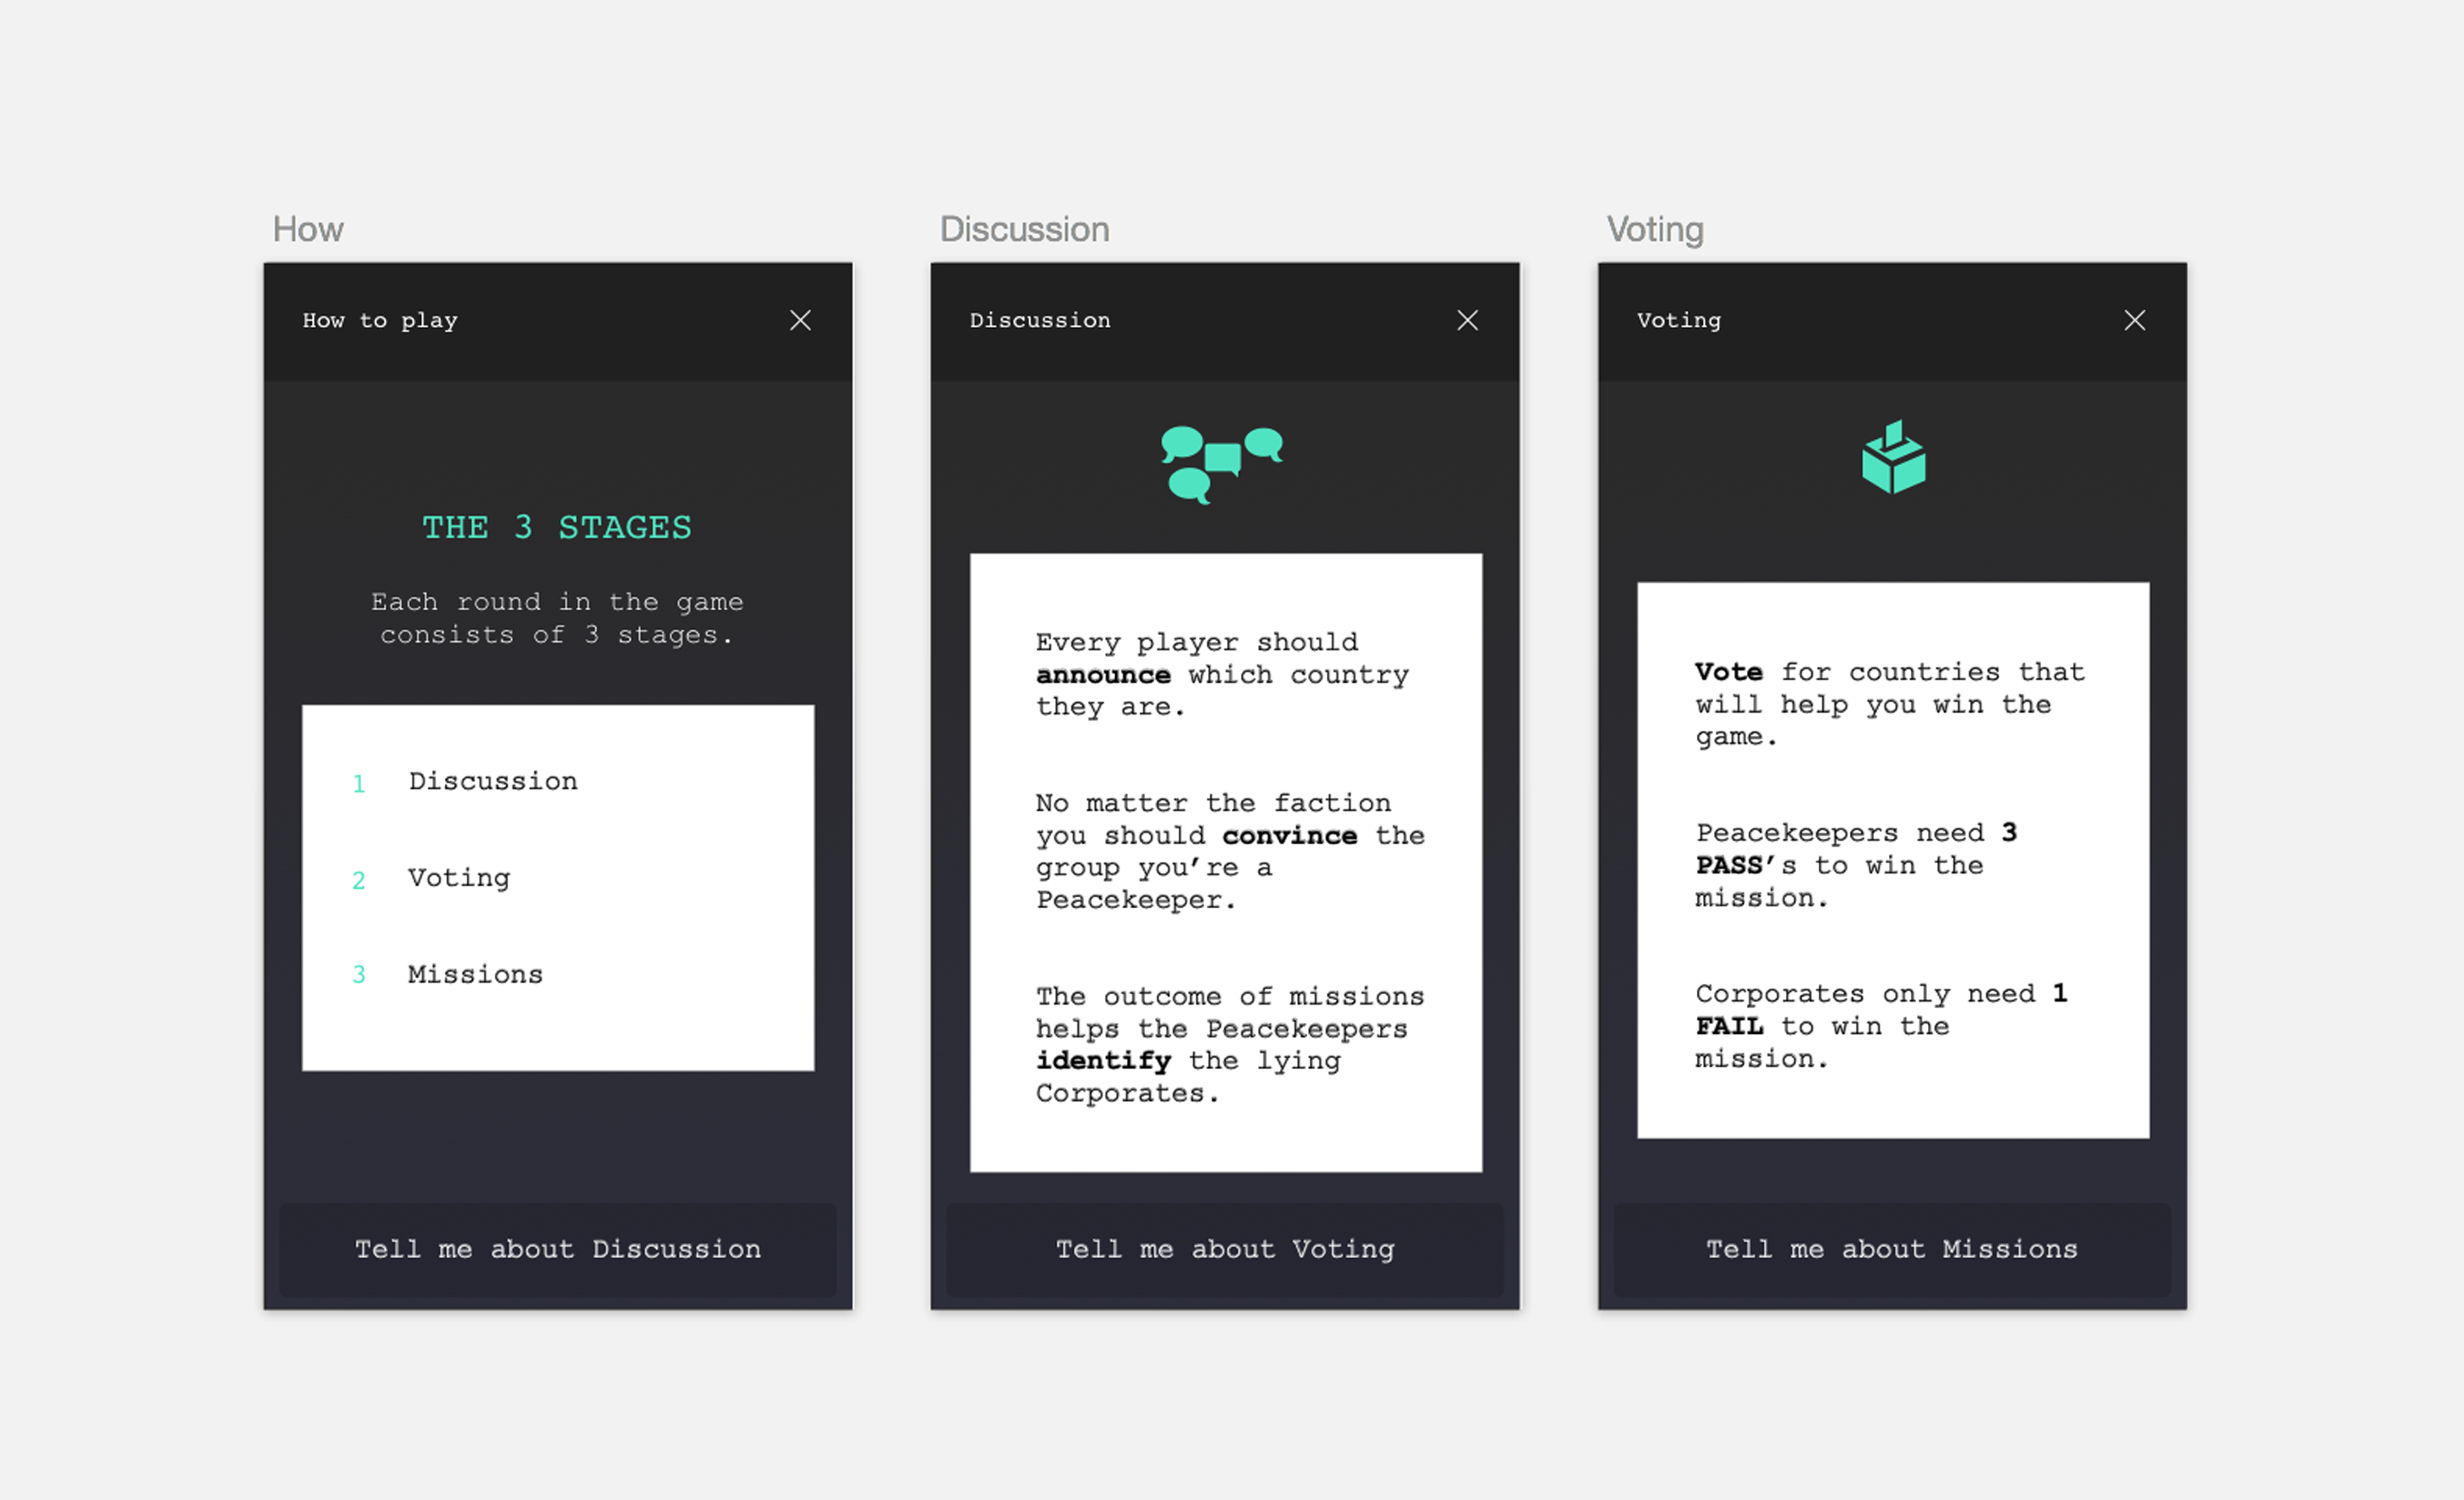 How
How to play
THE 3 STAGES
Each round in the game
consists of 3 stages.
1 Discussion
2 Voting
3 Missions
Tell me about Discussion
Discussion
Discussion
Every player should
announce which country
they are.
No matter the faction
you should convince the
group you’re a
Peacekeeper.
The outcome of missions
helps the Peacekeepers
identify the lying
Corporates.
Tell me about Voting
Voting
Voting
Vote for countries that
will help you win the
game.
Peacekeepers need 3
PASS’s to win the
mission.
Corporates only need 1
FAIL to win the
mission.
Tell me about Missions